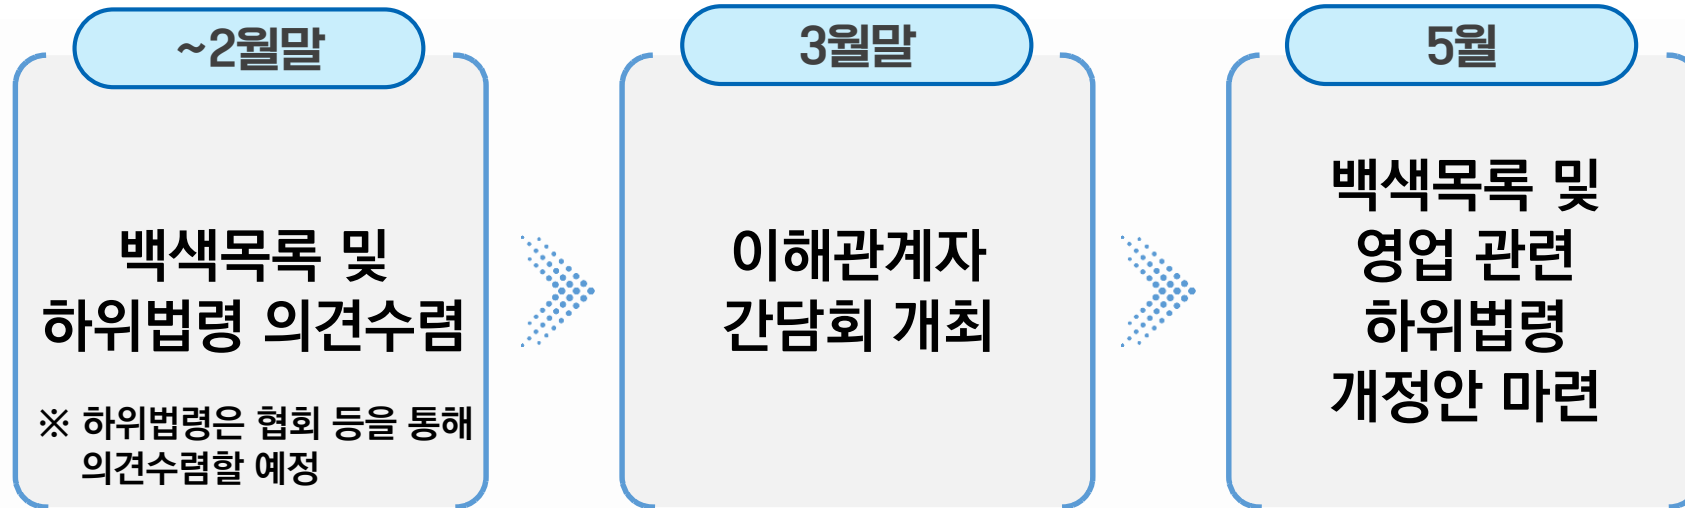 ~2월말
백색목록 및
하위법령 의견수렴
※ 하위법령은 협회 등을 통해
의견수렴할 예정
3월말
이해관계자
간담회 개최
5월
백색목록 및
영업 관련
하위법령
개정안 마련